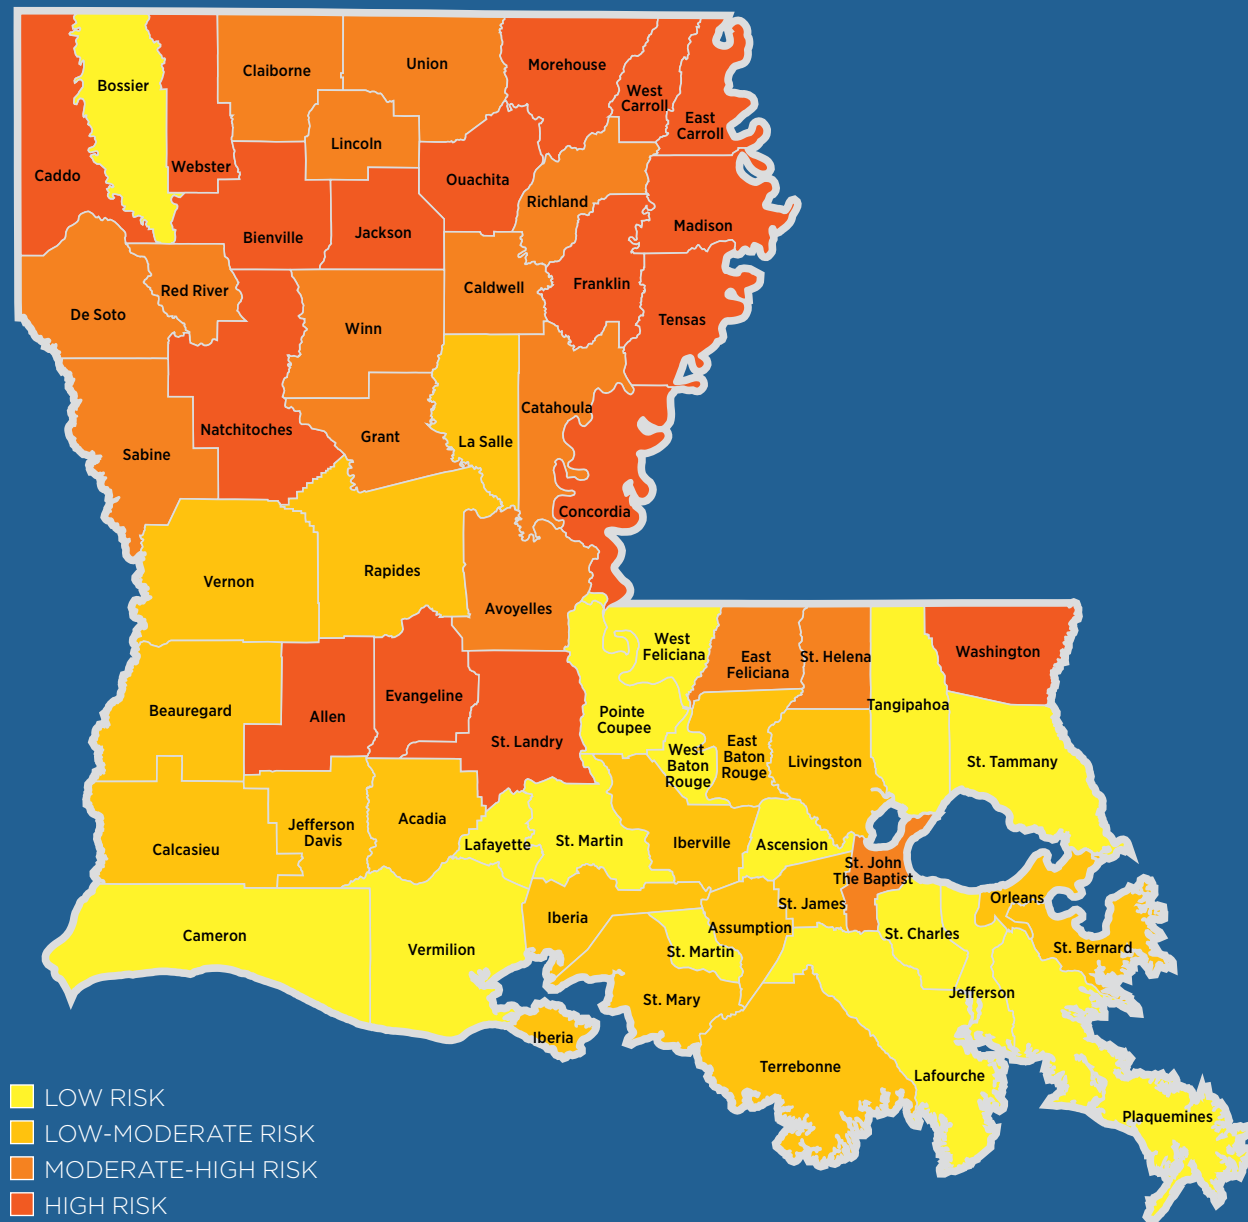 Bossier
Claiborne
Union
Morehouse
West
Carroll
East
Carroll
Lincoln
Webster
Caddo
Ouachita
Richland
Madison
Bienville
Jackson
Franklin
Caldwell
Red River
De Soto
Winn
Tensas
Catahoula
Natchitoches
Grant
La Salle
Sabine
Concordia
Rapides
Vernon
Avoyelles
West
Feliciana
East
Feliciana
St. Helena
Washington
Tangipahoa
Evangeline
Beauregard
Allen
Pointe
Coupee
St. Landry
East
Baton
Rouge
West
Baton
Rouge
Livingston
St. Tammany
Acadia
Jefferson
Davis
Calcasieu
Lafayette
St. Martin
Iberville
Ascension
St. John
The Baptist
Orleans
St. James
Iberia
Assumption
Cameron
St. Charles
Vermilion
St. Martin
St. Bernard
Jefferson
St. Mary
Iberia
Terrebonne
Lafourche
Plaquemines
LOW RISK
LOW-MODERATE RISK
MODERATE-HIGH RISK
HIGH RISK